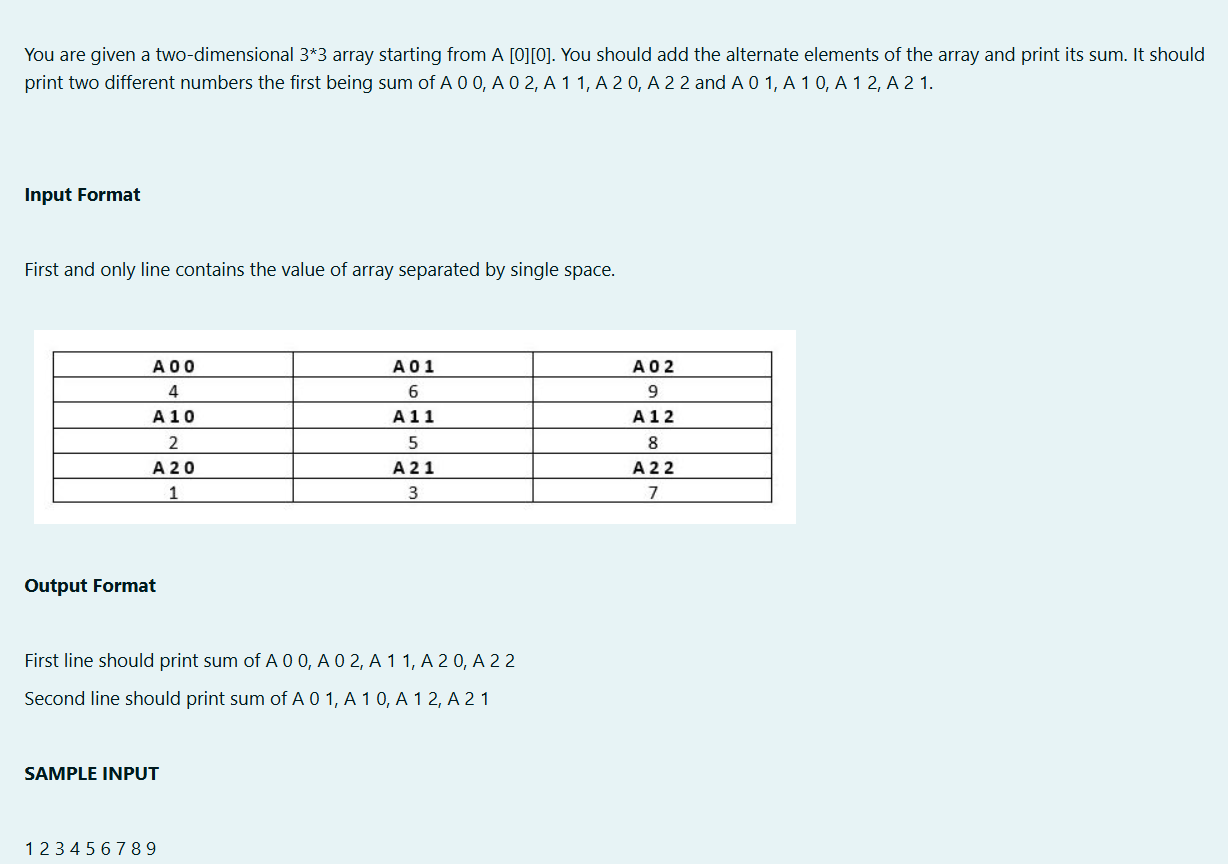 You are given a two-dimensional 3*3 array starting from A [0][0]. You should add the alternate elements of the array and print its sum. It should
print two different numbers the first being sum of A 0 0, A 0 2, A 1 1, A 2 0, A 2 2 and A 0 1, A 1 0, A 1 2, A 2 1.
Input Format
First and only line contains the value of array separated by single space.
A 0 0 A 0 1 A 0 2
4 6 9
A 1 0 A 1 1 A 1 2
2 5 8
A 2 0 A 2 1 A 2 2
1 3 7
Output Format
First line should print sum of A 0 0, A 0 2, A 1 1, A 2 0, A 2 2
Second line should print sum of A 0 1, A 1 0, A 1 2, A 2 1
SAMPLE INPUT
1 2 3 4 5 6 7 8 9